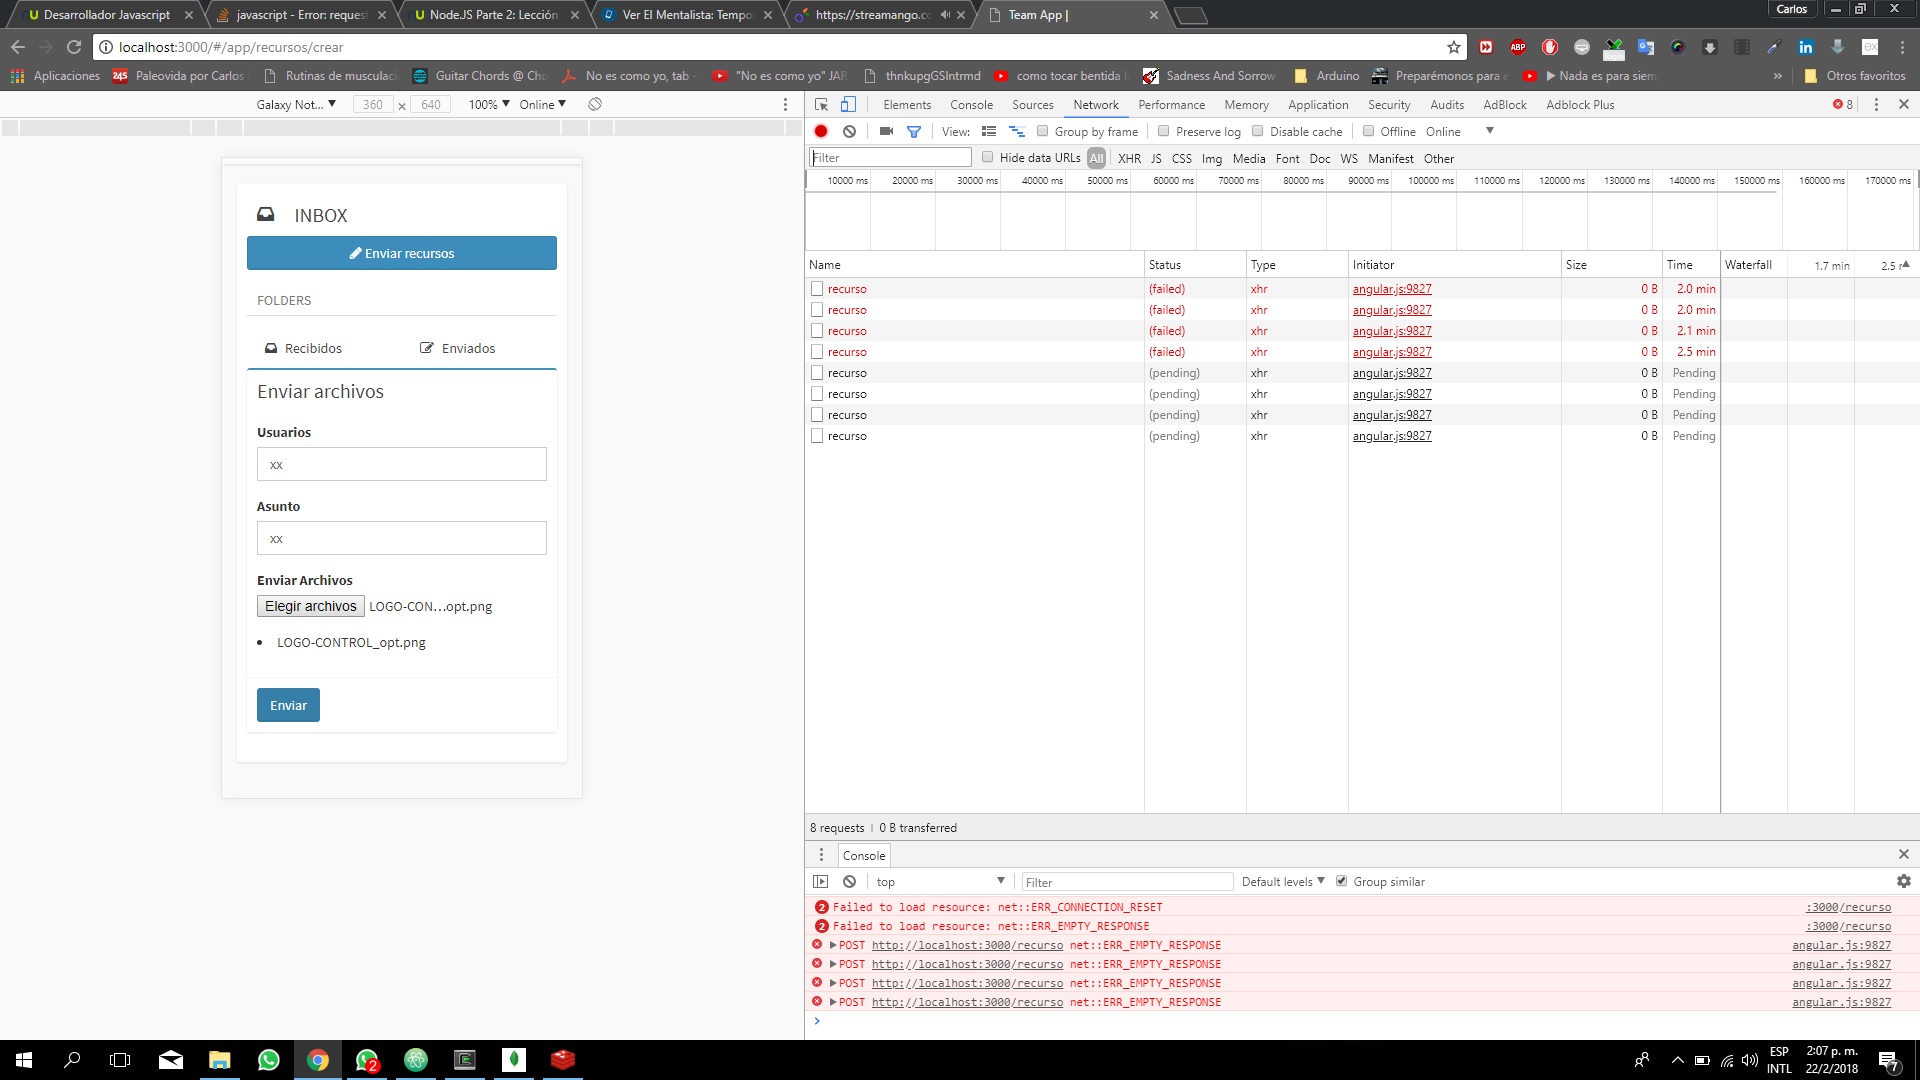 Desarrollador Javascript
javascript - Error: request
NodeJS Parte 2: Lección
Ver El Mentalista: Tempo
https://streamango.co
Team App |
Carlos
localhost:3000/#/app/recursos/crear
Aplicaciones
Paleovida por Carlos
Rutinas de musculac
Guitar Chords @ Cho
No es como yo, tab -
"No es como yo" JAR
thnkupgGSIntrmd
como tocar bentida l
Sadness And Sorrow
Arduino
Preparémonos para e
▶ Nada es para siem
»
Otros favoritos
Galaxy Not... ▼
360 x 640
100% ▼
Online ▼
Elements
Console
Sources
Network
Performance
Memory
Application
Security
Audits
AdBlock
Adblock Plus
8
View:
Group by frame
Preserve log
Disable cache
Offline
Online
Filter
Hide data URLs
All
XHR
JS
CSS
Img
Media
Font
Doc
WS
Manifest
Other
10000 ms
20000 ms
30000 ms
40000 ms
50000 ms
60000 ms
70000 ms
80000 ms
90000 ms
100000 ms
110000 ms
120000 ms
130000 ms
140000 ms
150000 ms
160000 ms
170000 ms
INBOX
Enviar recursos
FOLDERS
Recibidos
Enviados
Enviar archivos
Usuarios
xx
Asunto
xx
Enviar Archivos
Elegir archivos LOGO-CON...opt.png
• LOGO-CONTROL_opt.png
Enviar
Name Status Type Initiator Size Time Waterfall 1.7 min 2.5 r
recurso (failed) xhr angular.js:9827 0 B 2.0 min
recurso (failed) xhr angular.js:9827 0 B 2.0 min
recurso (failed) xhr angular.js:9827 0 B 2.1 min
recurso (failed) xhr angular.js:9827 0 B 2.5 min
recurso (pending) xhr angular.js:9827 0 B Pending
recurso (pending) xhr angular.js:9827 0 B Pending
recurso (pending) xhr angular.js:9827 0 B Pending
recurso (pending) xhr angular.js:9827 0 B Pending
8 requests | 0 B transferred
Console
top
Filter
Default levels ▼
Group similar
2 Failed to load resource: net::ERR_CONNECTION_RESET :3000/recurso
2 Failed to load resource: net::ERR_EMPTY_RESPONSE :3000/recurso
▶POST http://localhost:3000/recurso net::ERR_EMPTY_RESPONSE angular.js:9827
▶POST http://localhost:3000/recurso net::ERR_EMPTY_RESPONSE angular.js:9827
▶POST http://localhost:3000/recurso net::ERR_EMPTY_RESPONSE angular.js:9827
▶POST http://localhost:3000/recurso net::ERR_EMPTY_RESPONSE angular.js:9827
2
ESP
INTL
2:07 p. m.
22/2/2018
7